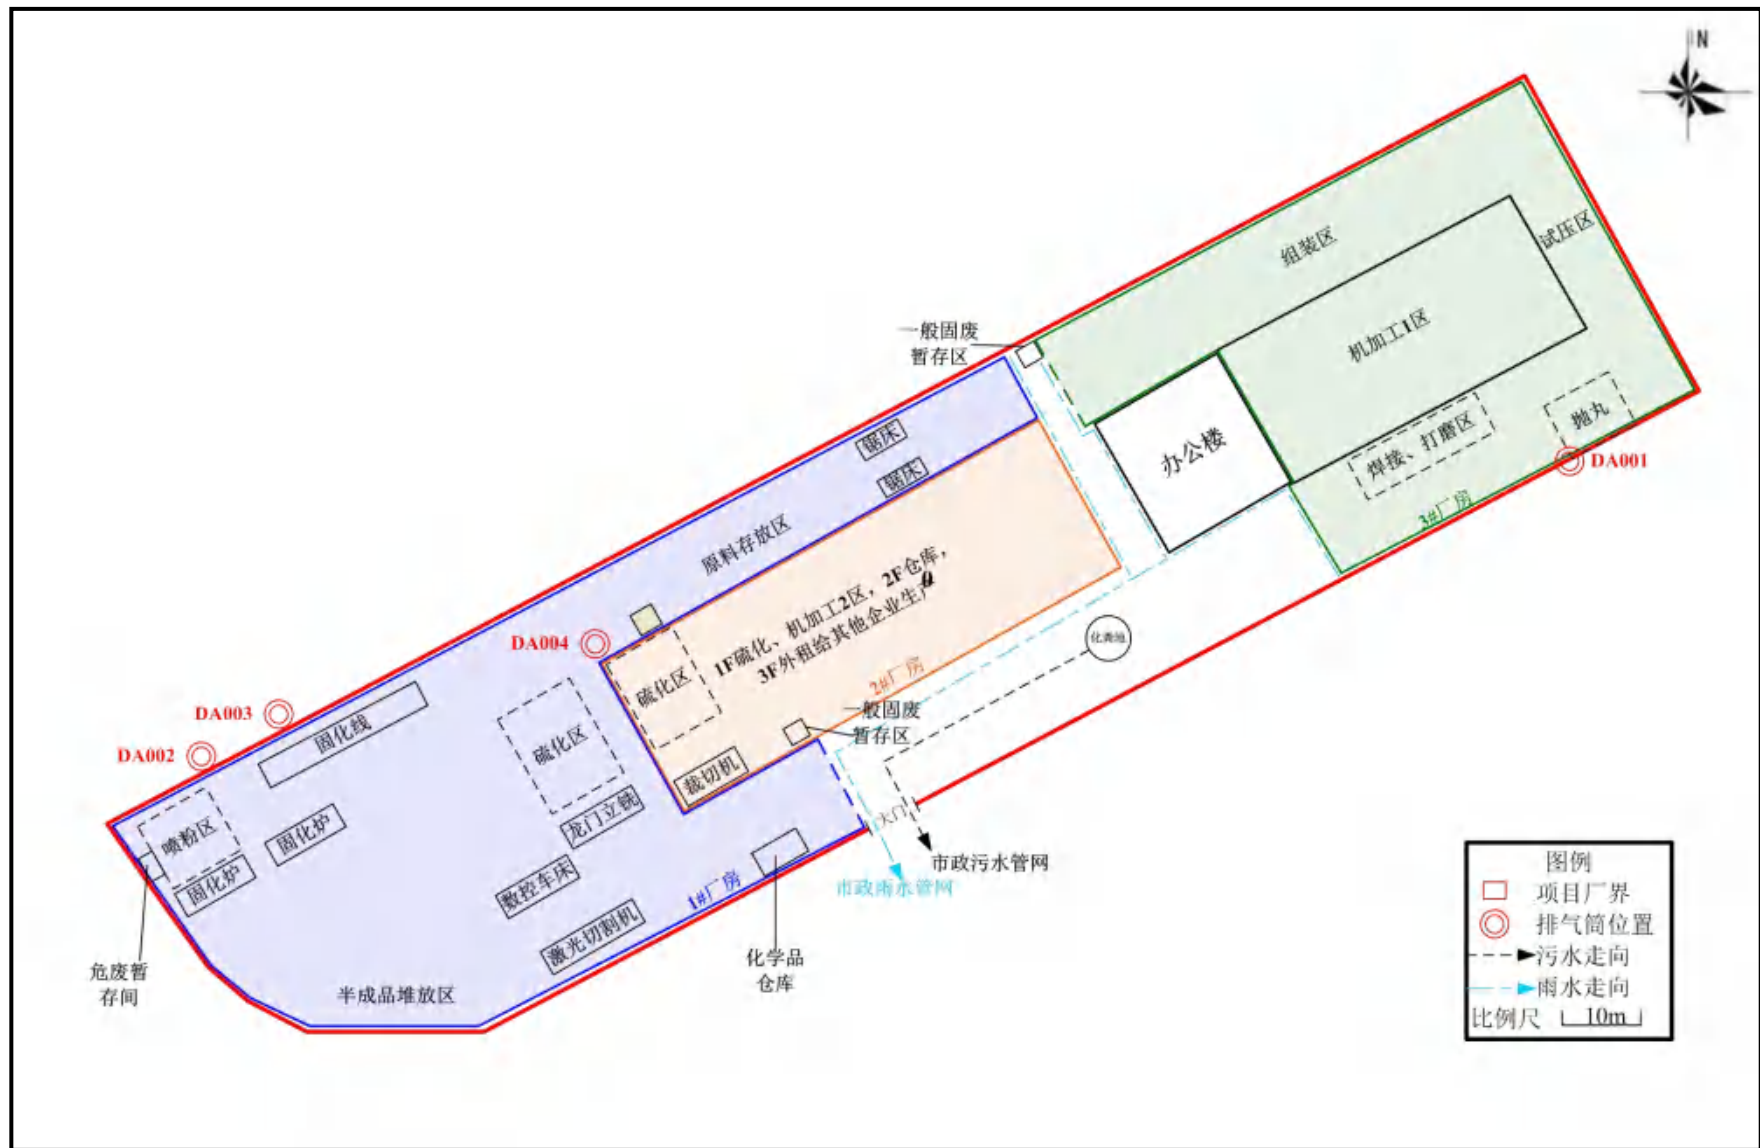 N
组装区
试压区
机加工1区
一般固废
暂存区
办公楼
焊接、打磨区
抛丸
DA001
3#厂房
锯床
锯床
原料存放区
1F硫化、机加工2区，2F仓库，
3F外租给其他企业生产
2#厂房
化粪池
DA004
硫化区
一般固废
暂存区
裁切机
DA003
DA002
固化线
硫化区
龙门立铣
喷粉区
固化炉
固化炉
数控车床
激光切割机
1#厂房
大门
市政污水管网
市政雨水管网
化学品
仓库
危废暂
存间
半成品堆放区
图例
项目厂界
排气筒位置
污水走向
雨水走向
比例尺 10m